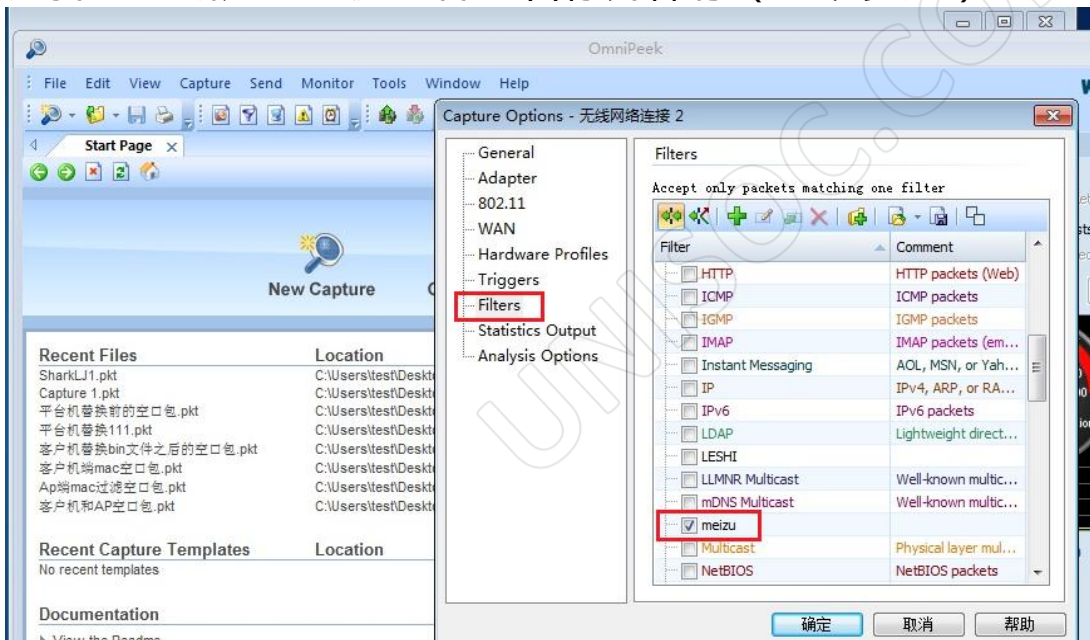 OmniPeek
File Edit View Capture Send Monitor Tools Window Help
Start Page
New Capture
Recent Files Location
SharkLJ1.pkt C:\Users\test\Deskt
Capture 1.pkt C:\Users\test\Deskt
平台机替换前的空口包.pkt C:\Users\test\Deskt
平台机替换111.pkt C:\Users\test\Deskt
客户机替换bin文件之后的空口包.pkt C:\Users\test\Deskt
客户机端mac空口包.pkt C:\Users\test\Deskt
Ap端mac过滤空口包.pkt C:\Users\test\Deskt
客户机和AP空口包.pkt C:\Users\test\Deskt
Recent Capture Templates Location
No recent templates
Documentation
View the Readme
Capture Options - 无线网络连接 2
General
Adapter
802.11
WAN
Hardware Profiles
Triggers
Filters
Statistics Output
Analysis Options
Filters
Accept only packets matching one filter
Filter Comment
HTTP HTTP packets (Web)
ICMP ICMP packets
IGMP IGMP packets
IMAP IMAP packets (em...
Instant Messaging AOL, MSN, or Yah...
IP IPv4, ARP, or RA...
IPv6 IPv6 packets
LDAP Lightweight direct...
LESHI
LLMNR Multicast Well-known multic...
mDNS Multicast Well-known multic...
meizu
Multicast Physical layer mul...
NetBIOS NetBIOS packets
确定 取消 帮助
UNISOC.COM